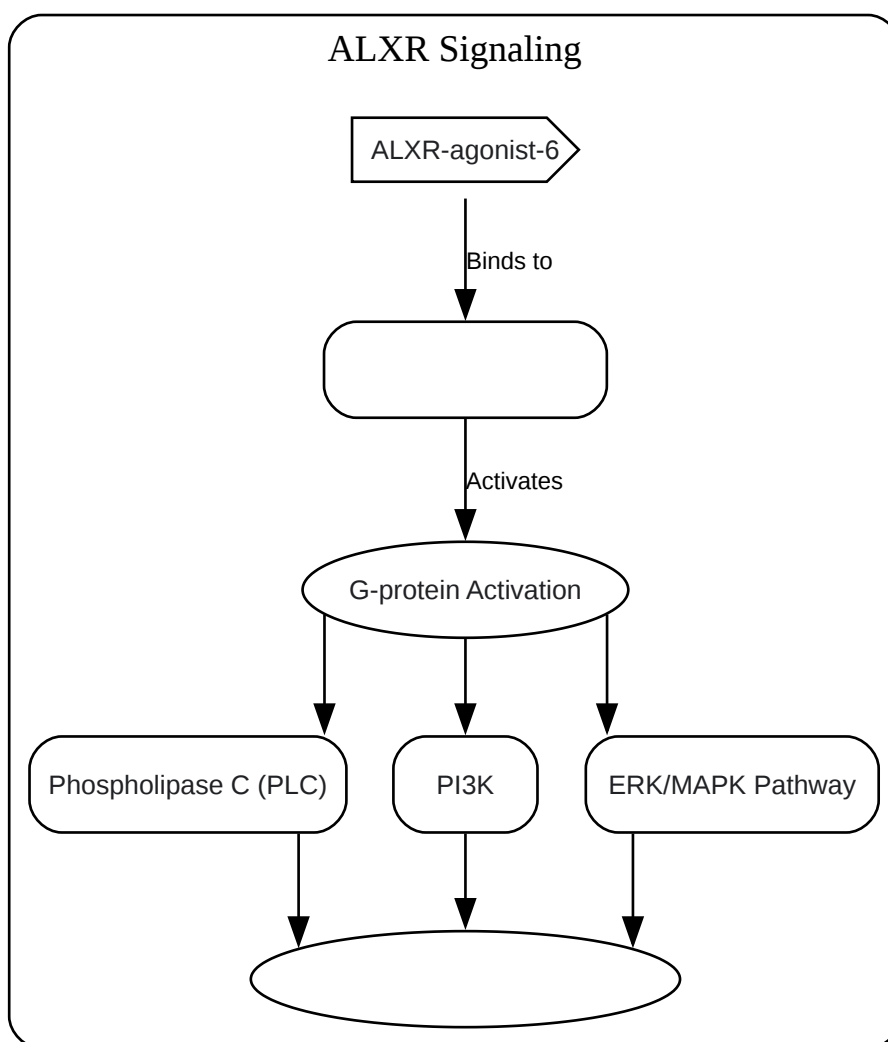 ALXR Signaling
ALXR-agonist-6
Binds to
Activates
G-protein Activation
Phospholipase C (PLC)
PI3K
ERK/MAPK Pathway